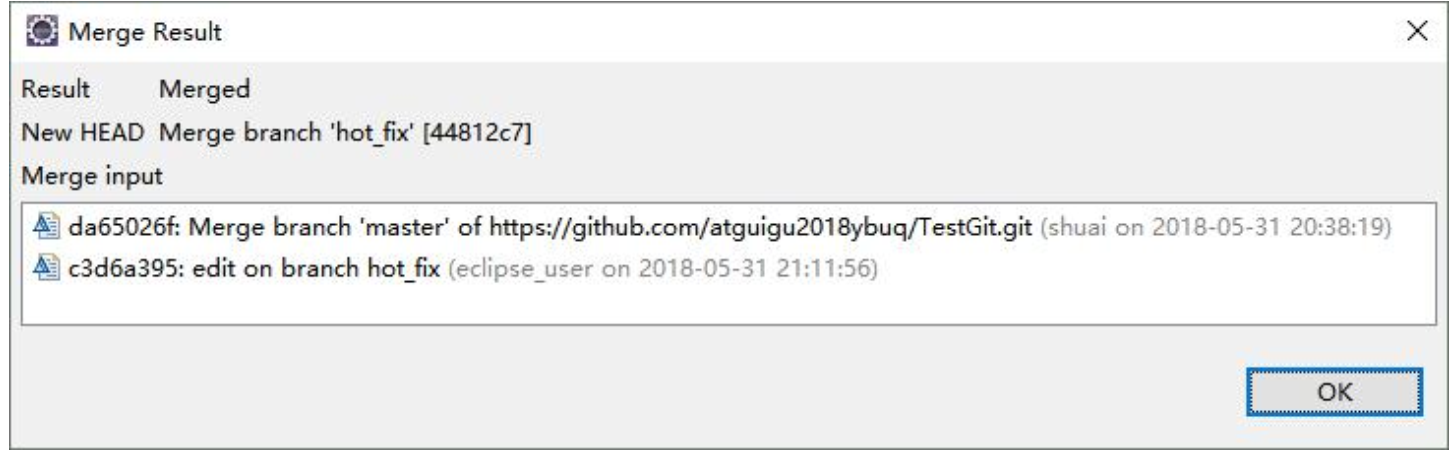 Merge Result
Result Merged
New HEAD Merge branch 'hot_fix' [44812c7]
Merge input
da65026f: Merge branch 'master' of https://github.com/atguigu2018ybuq/TestGit.git (shuai on 2018-05-31 20:38:19)
c3d6a395: edit on branch hot_fix (eclipse_user on 2018-05-31 21:11:56)
OK